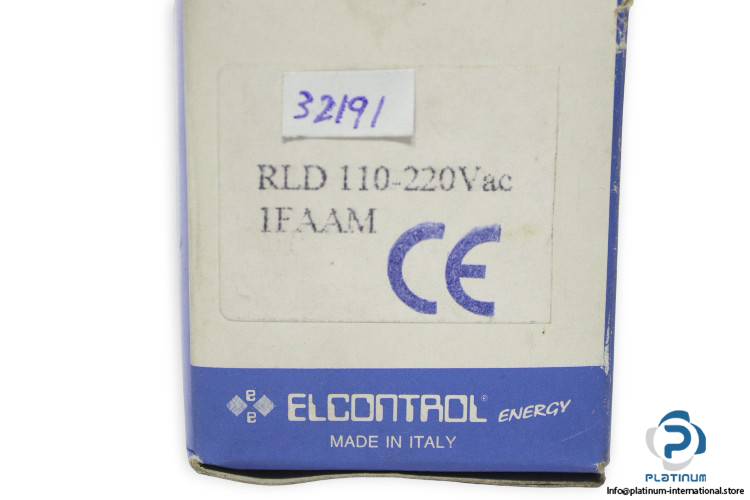 32191
RLD 110-220Vac
1FAAM
CE
ELCONTROL® ENERGY
MADE IN ITALY
PLATINUM
Info@platinum-international.store